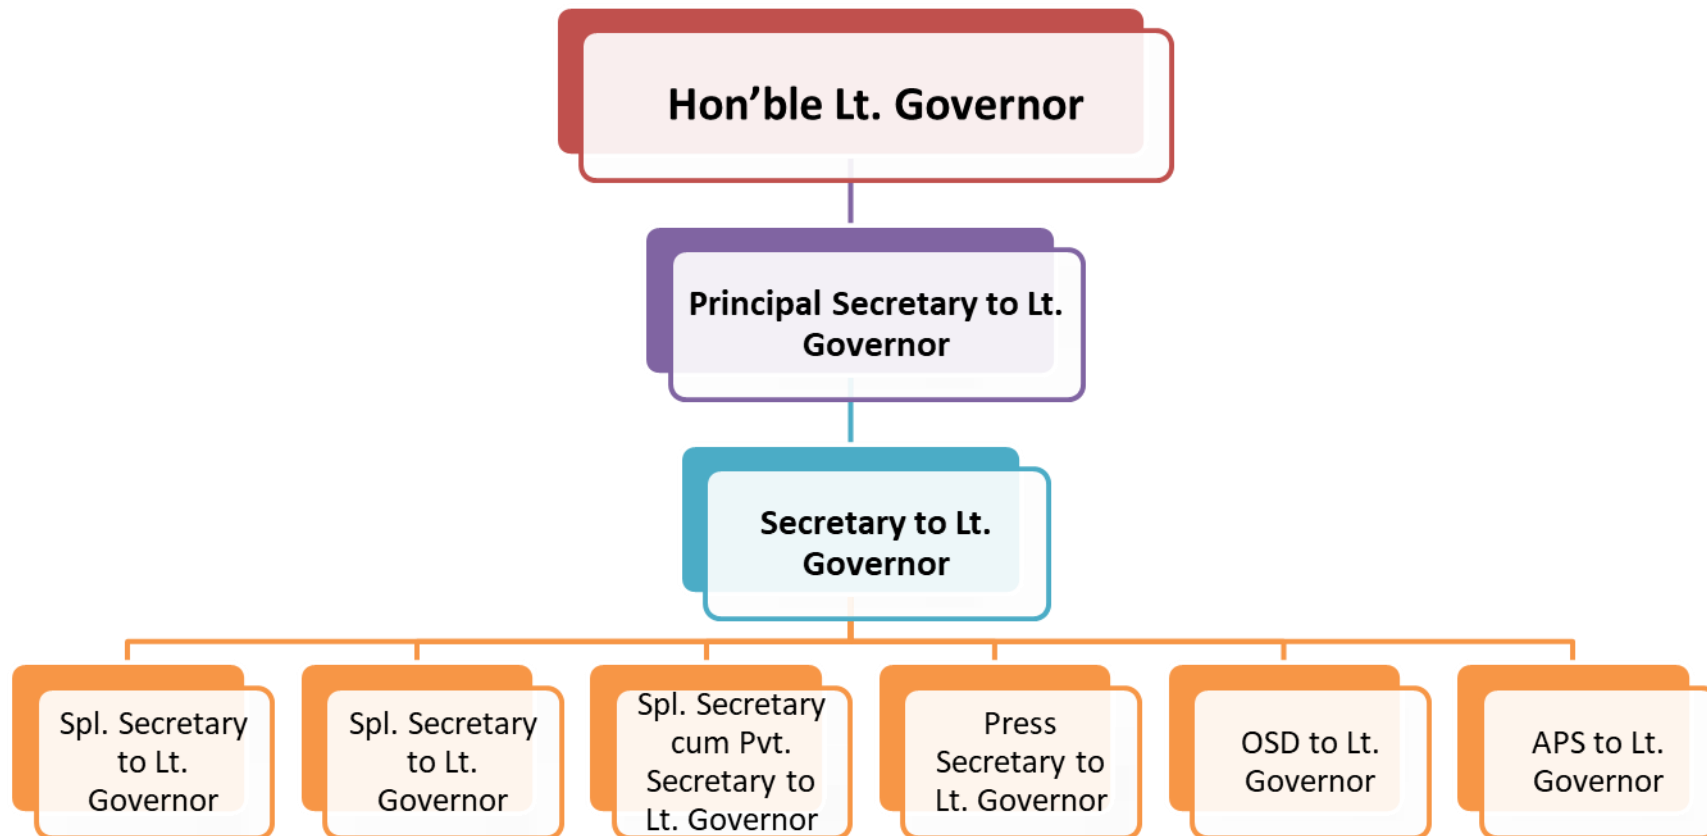 Hon’ble Lt. Governor
Principal Secretary to Lt.
Governor
Secretary to Lt.
Governor
Spl. Secretary
to Lt.
Governor
Spl. Secretary
to Lt.
Governor
Spl. Secretary
cum Pvt.
Secretary to
Lt. Governor
Press
Secretary to
Lt. Governor
OSD to Lt.
Governor
APS to Lt.
Governor